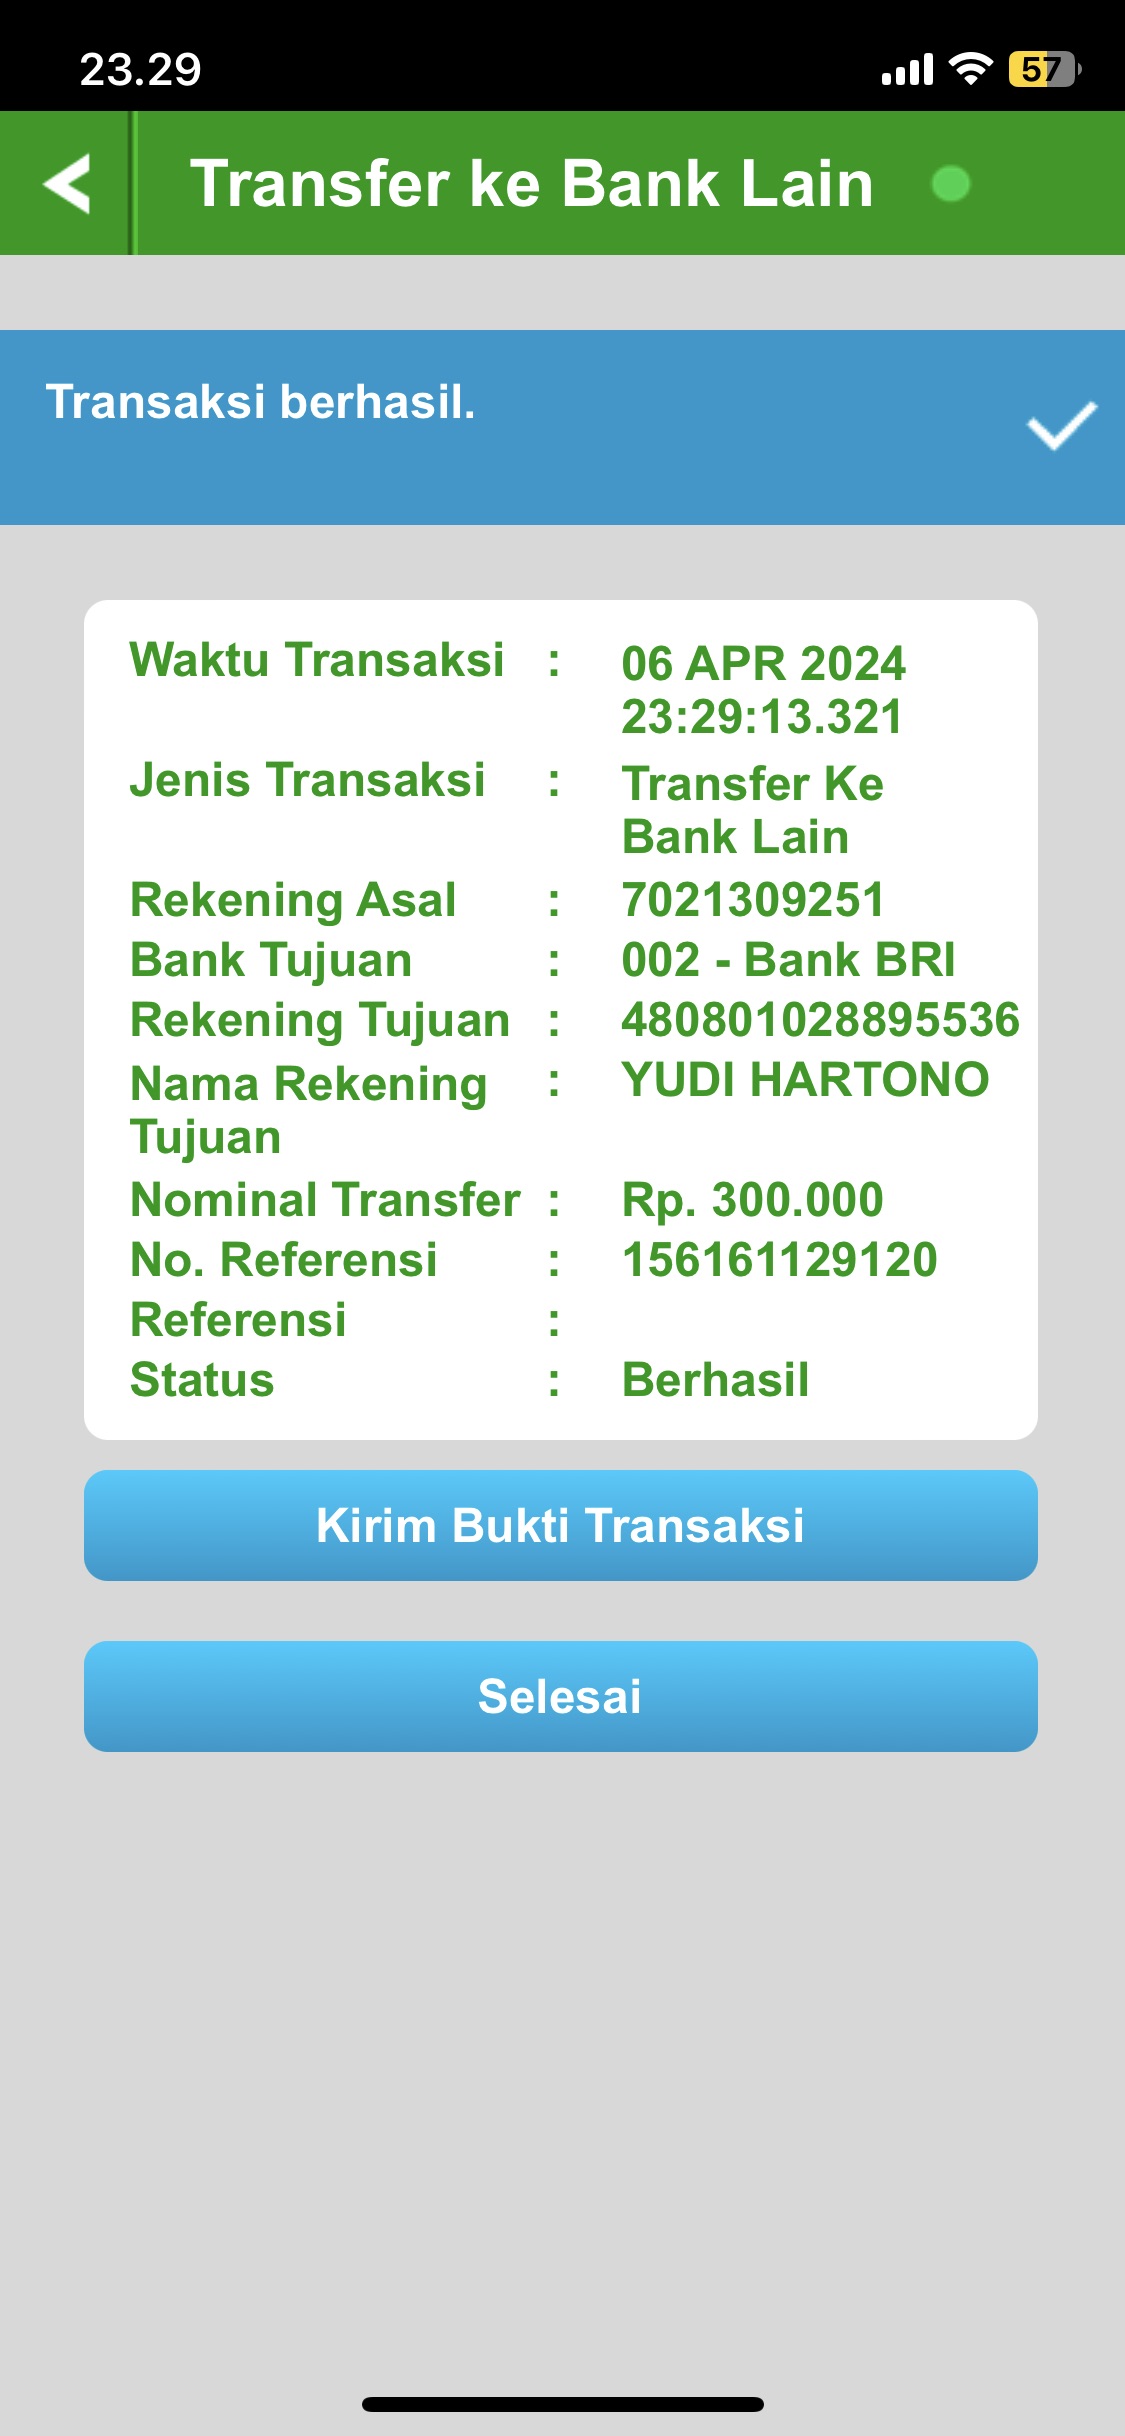 23.29
57
Transfer ke Bank Lain
Transaksi berhasil.
Waktu Transaksi : 06 APR 2024
23:29:13.321
Jenis Transaksi : Transfer Ke
Bank Lain
Rekening Asal : 7021309251
Bank Tujuan : 002 - Bank BRI
Rekening Tujuan : 480801028895536
Nama Rekening : YUDI HARTONO
Tujuan
Nominal Transfer : Rp. 300.000
No. Referensi : 156161129120
Referensi :
Status : Berhasil
Kirim Bukti Transaksi
Selesai